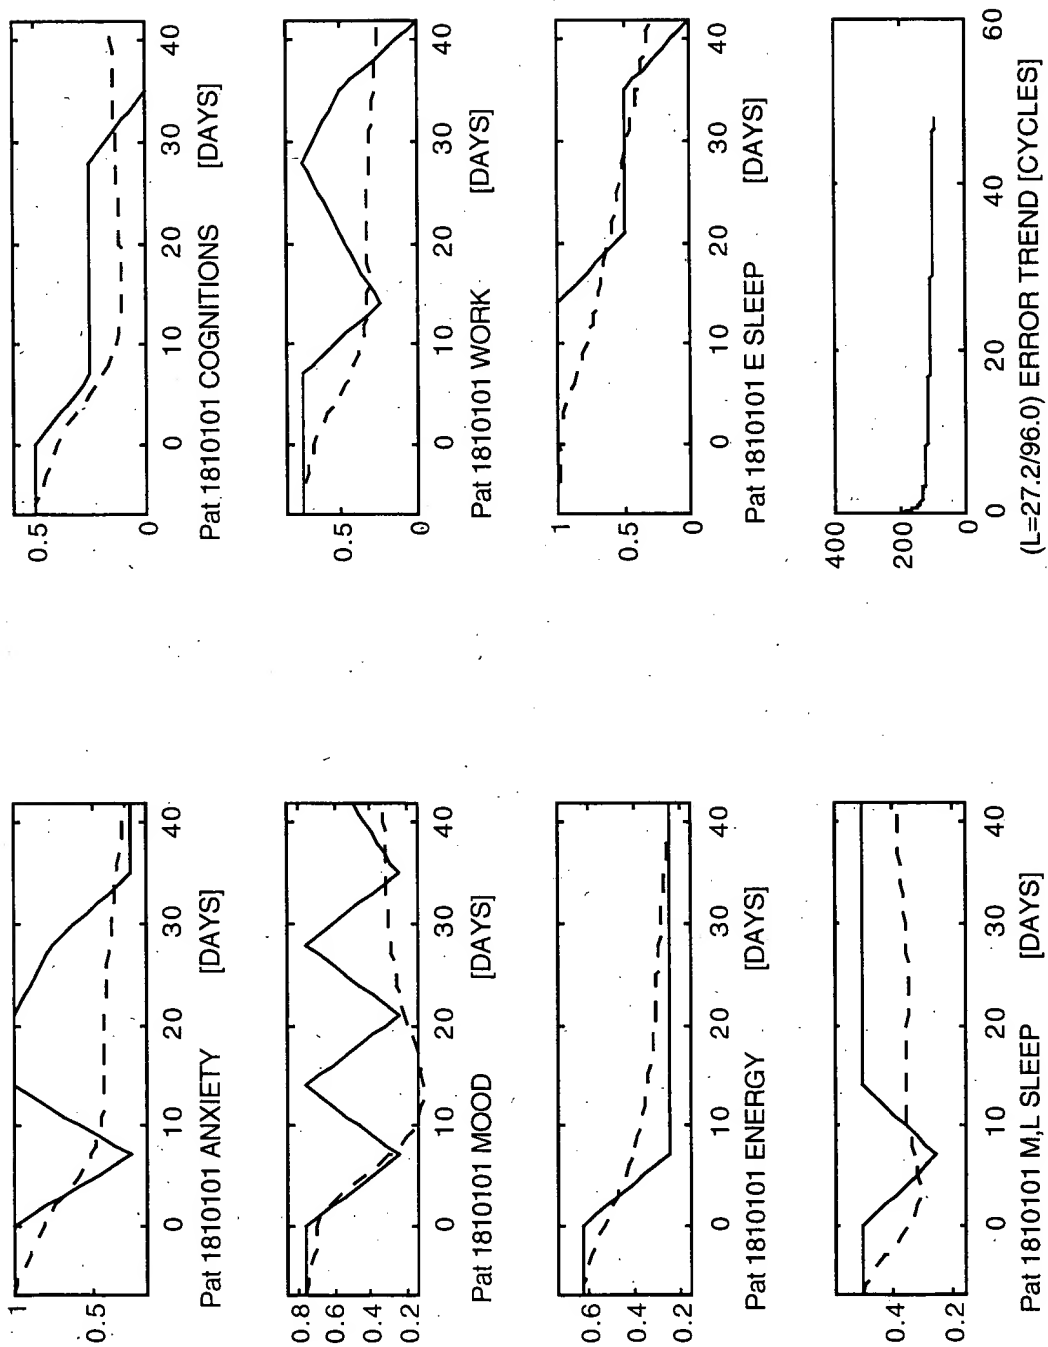 1
0.5
0 10 20 30 40
Pat 1810101 ANXIETY [DAYS]
0.5
0
0 10 20 30 40
Pat 1810101 COGNITIONS [DAYS]
0.8
0.6
0.4
0.2
0 10 20 30 40
Pat 1810101 MOOD [DAYS]
0.5
0
0 10 20 30 40
Pat 1810101 WORK [DAYS]
0.6
0.4
0.2
0 10 20 30 40
Pat 1810101 ENERGY [DAYS]
1
0.5
0
0 10 20 30 40
Pat 1810101 E SLEEP [DAYS]
0.4
0.2
0 10 20 30 40
Pat 1810101 M,L SLEEP [DAYS]
400
200
0
0 20 40 60
(L=27.2/96.0) ERROR TREND [CYCLES]